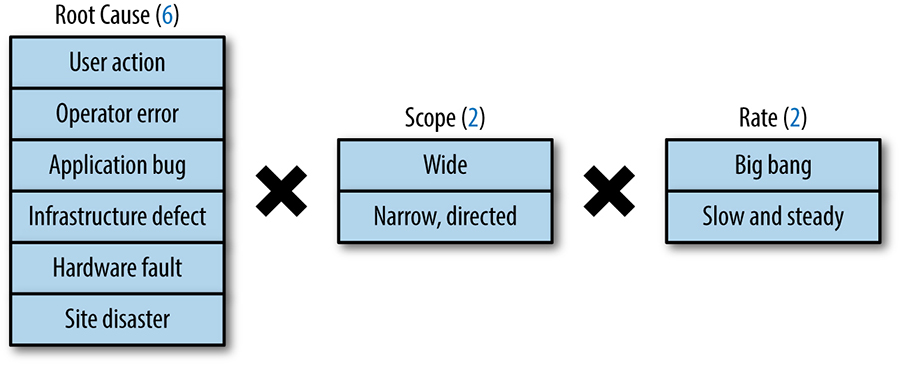 Root Cause (6)
User action
Operator error
Application bug
Infrastructure defect
Hardware fault
Site disaster
Scope (2)
Wide
Narrow, directed
Rate (2)
Big bang
Slow and steady